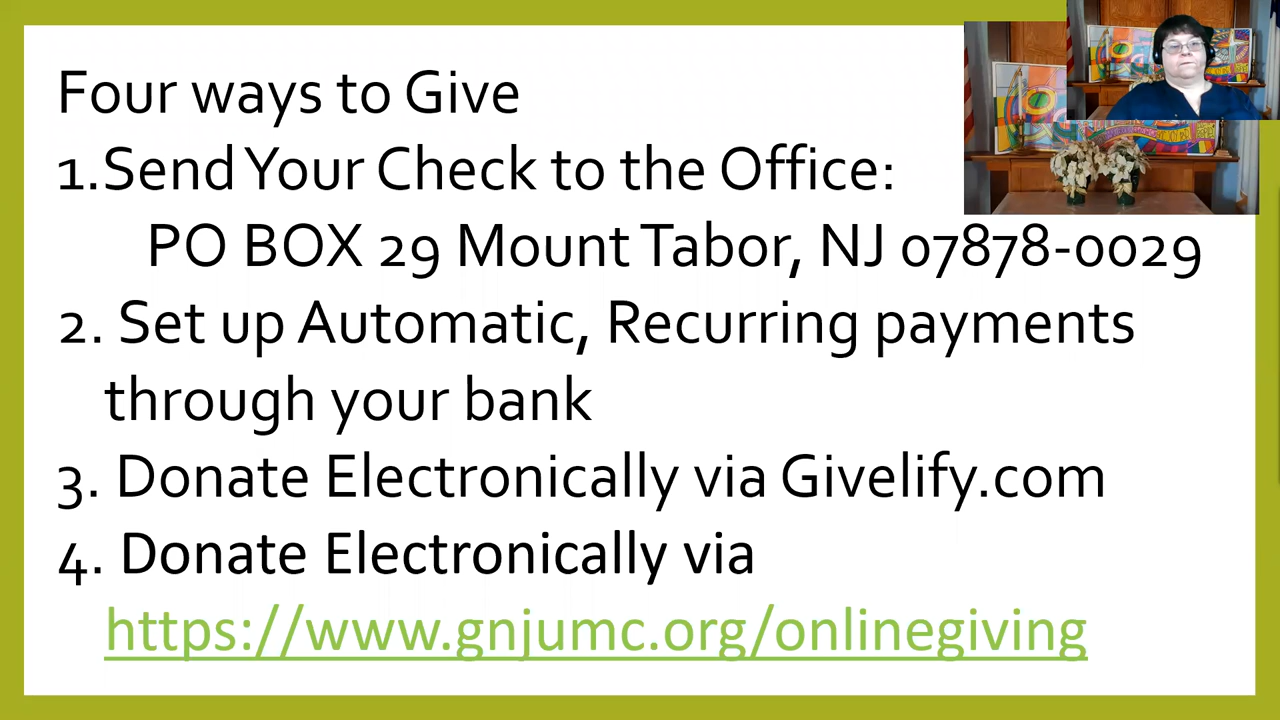 Four ways to Give
1.Send Your Check to the Office:
PO BOX 29 Mount Tabor, NJ 07878-0029
2. Set up Automatic, Recurring payments
through your bank
3. Donate Electronically via Givelify.com
4. Donate Electronically via
https://www.gnjumc.org/onlinegiving